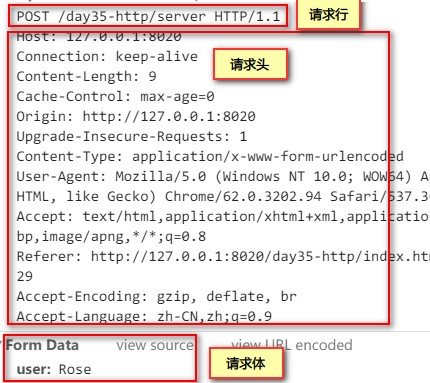 POST /day35-http/server HTTP/1.1
请求行
Host: 127.0.0.1:8020
Connection: keep-alive
请求头
Content-Length: 9
Cache-Control: max-age=0
Origin: http://127.0.0.1:8020
Upgrade-Insecure-Requests: 1
Content-Type: application/x-www-form-urlencoded
User-Agent: Mozilla/5.0 (Windows NT 10.0; WOW64) A
HTML, like Gecko) Chrome/62.0.3202.94 Safari/537.3
Accept: text/html,application/xhtml+xml,application
bp,image/apng,*/*;q=0.8
Referer: http://127.0.0.1:8020/day35-http/index.htm
29
Accept-Encoding: gzip, deflate, br
Accept-Language: zh-CN,zh;q=0.9
Form Data view source view URL encoded
user: Rose
请求体